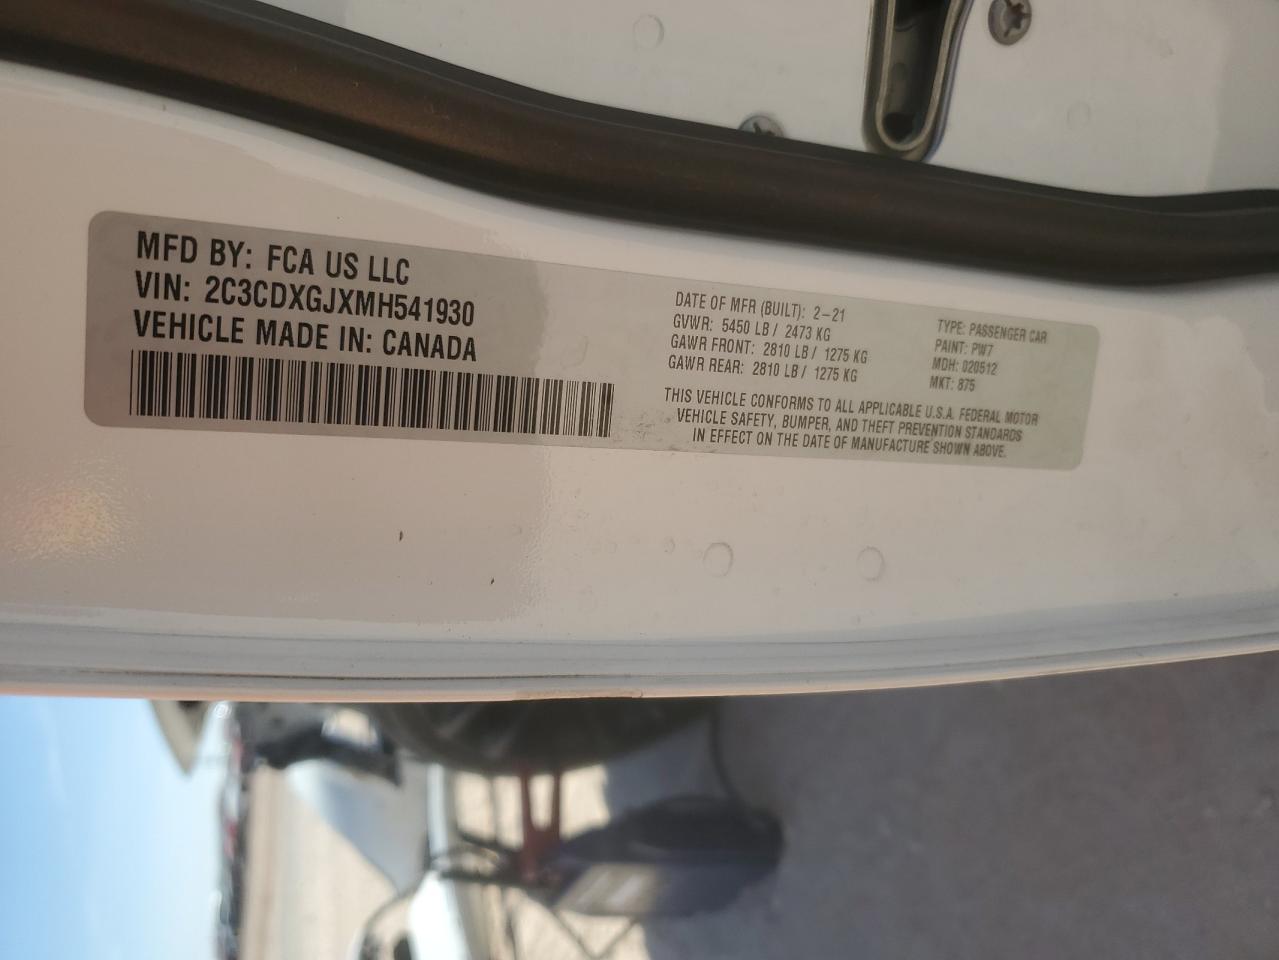 MFD BY: FCA US LLC
VIN: 2C3CDXGJXMH541930
VEHICLE MADE IN: CANADA
DATE OF MFR (BUILT): 2-21
GVWR: 5450 LB / 2473 KG
GAWR FRONT: 2810 LB / 1275 KG
GAWR REAR: 2810 LB / 1275 KG
TYPE: PASSENGER CAR
PAINT: PW7
MDH: 020512
MKT: 875
THIS VEHICLE CONFORMS TO ALL APPLICABLE U.S.A. FEDERAL MOTOR
VEHICLE SAFETY, BUMPER, AND THEFT PREVENTION STANDARDS
IN EFFECT ON THE DATE OF MANUFACTURE SHOWN ABOVE.